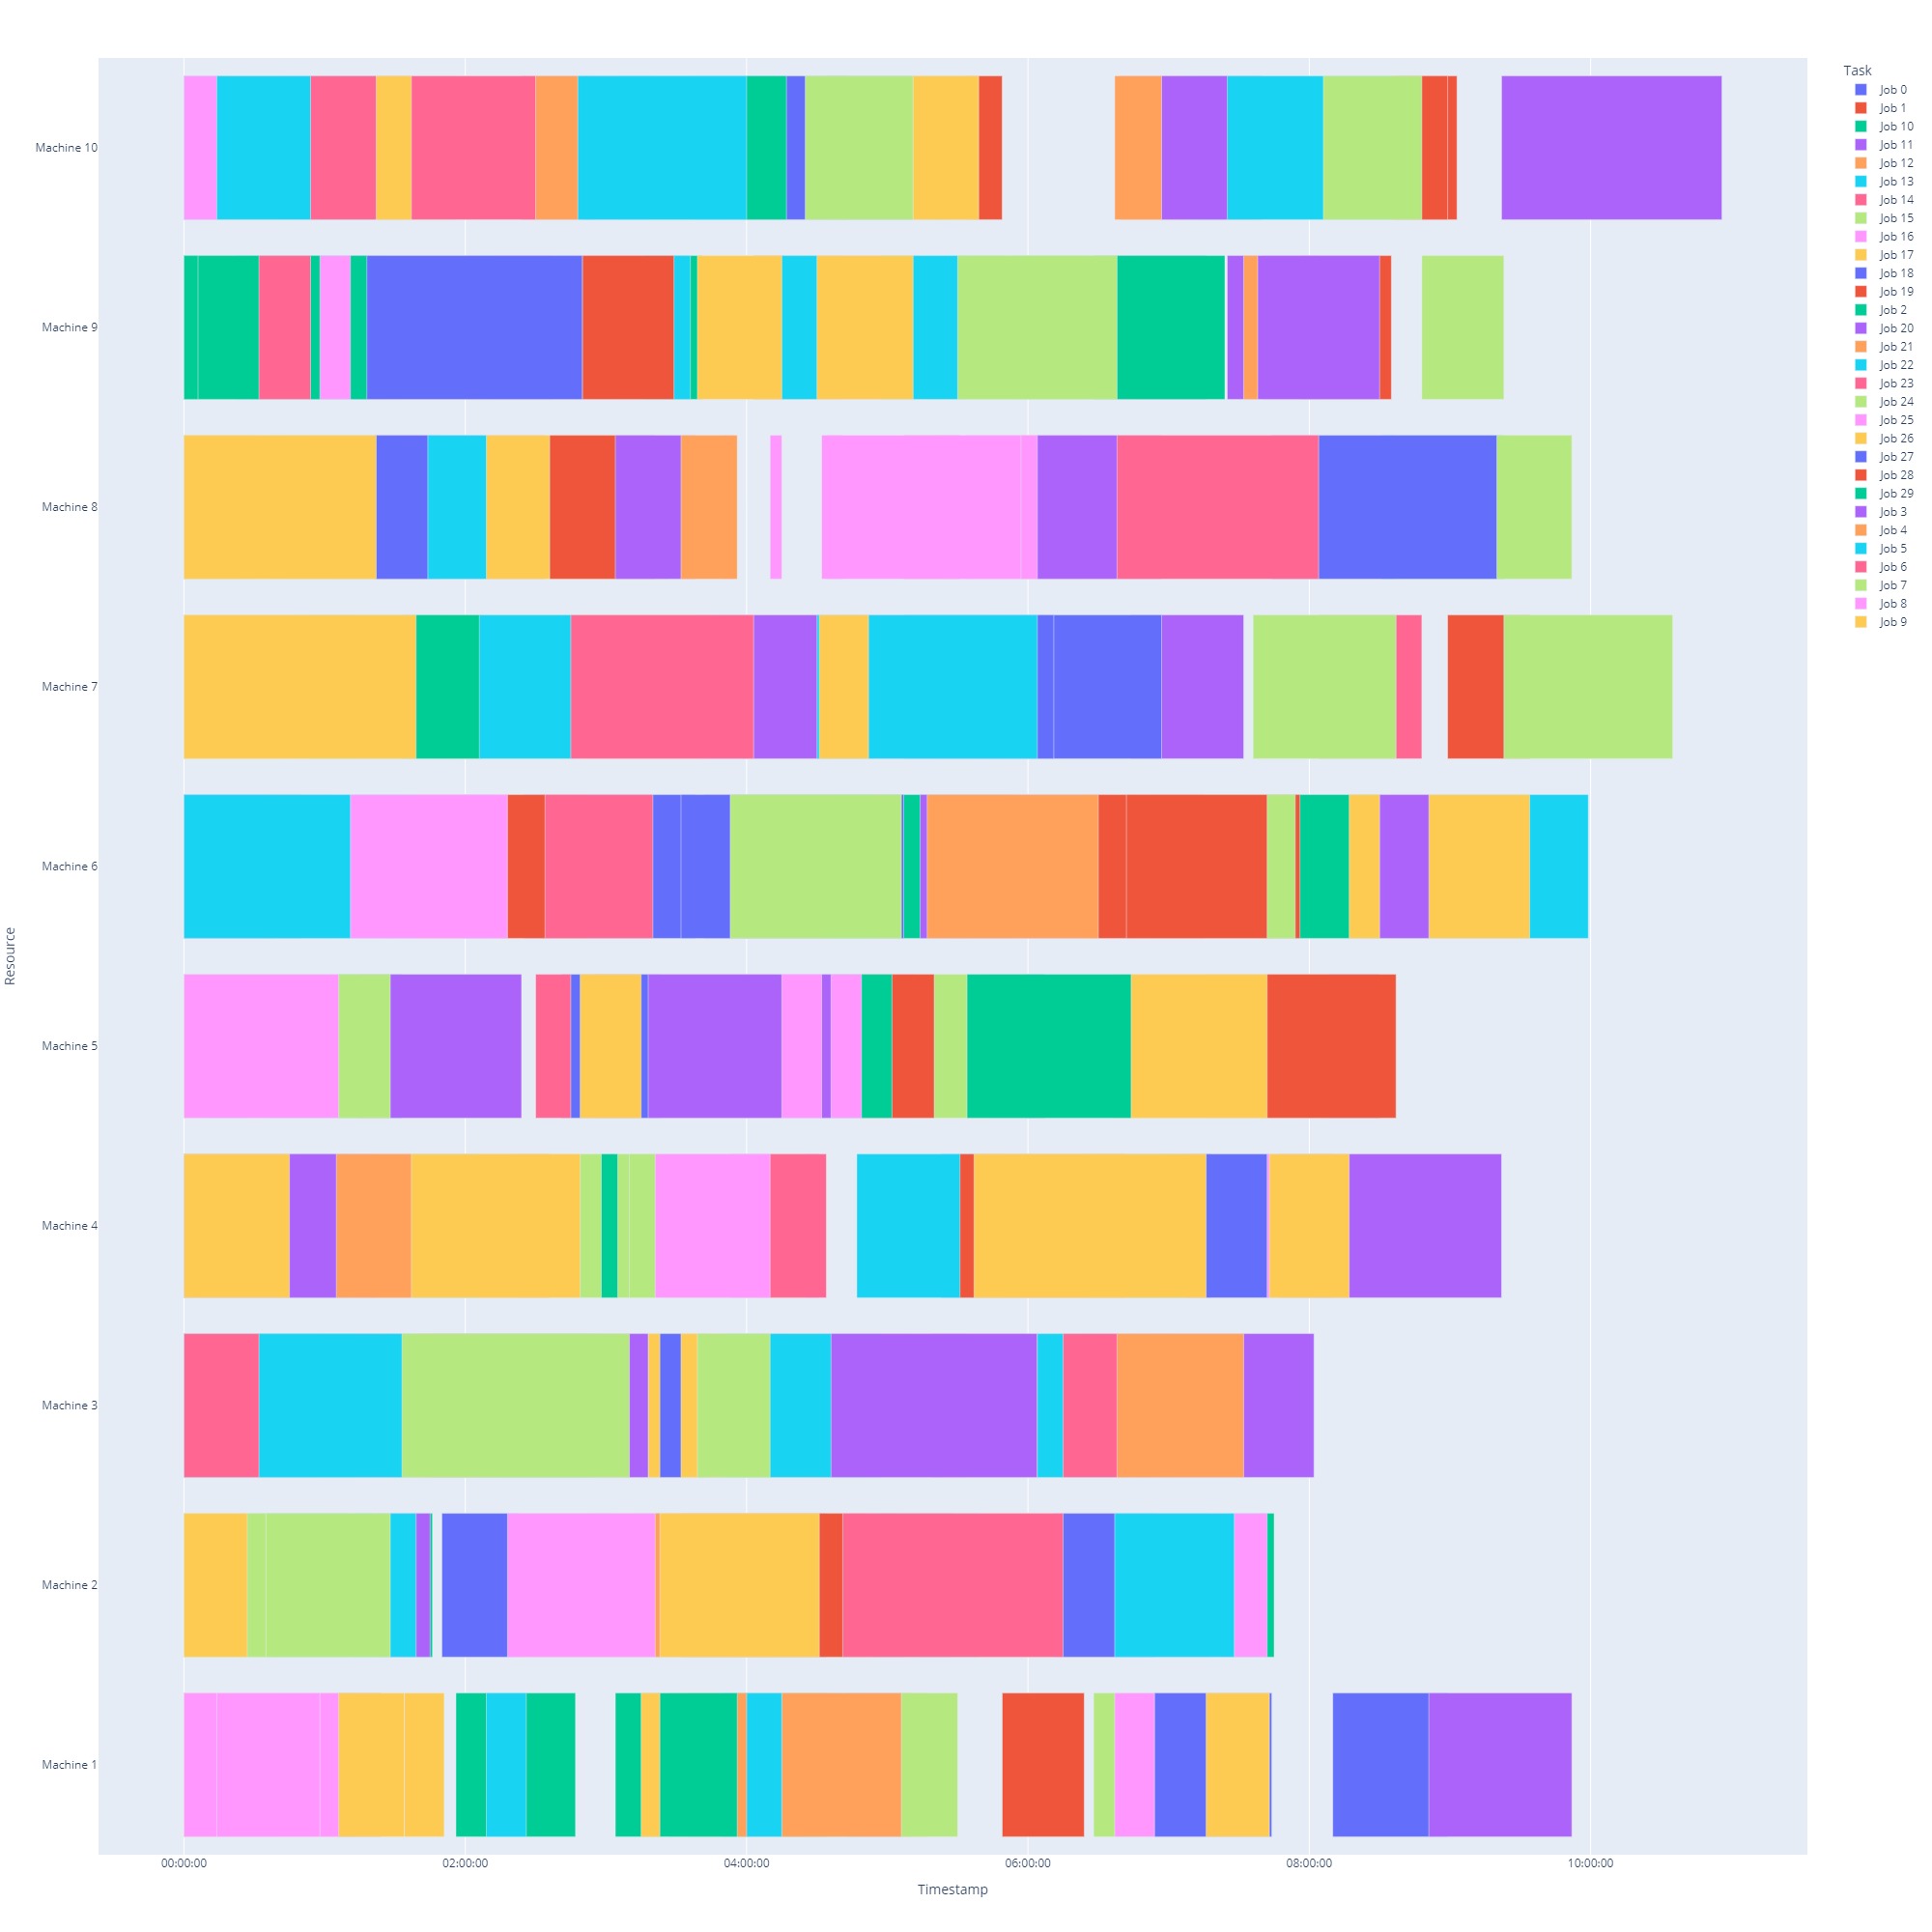 Task
Job 0
Job 1
Job 10
Job 11
Job 12
Job 13
Job 14
Job 15
Job 16
Job 17
Job 18
Job 19
Job 2
Job 20
Job 21
Job 22
Job 23
Job 24
Job 25
Job 26
Job 27
Job 28
Job 29
Job 3
Job 4
Job 5
Job 6
Job 7
Job 8
Job 9
Machine 10
Machine 9
Machine 8
Machine 7
Machine 6
Machine 5
Machine 4
Machine 3
Machine 2
Machine 1
Resource
00:00:00 02:00:00 04:00:00 06:00:00 08:00:00 10:00:00
Timestamp